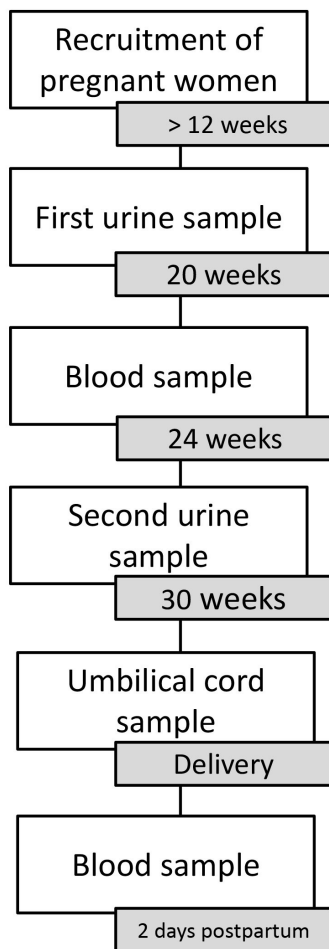 Recruitment of
pregnant women
> 12 weeks
First urine sample
20 weeks
Blood sample
24 weeks
Second urine
sample
30 weeks
Umbilical cord
sample
Delivery
Blood sample
2 days postpartum